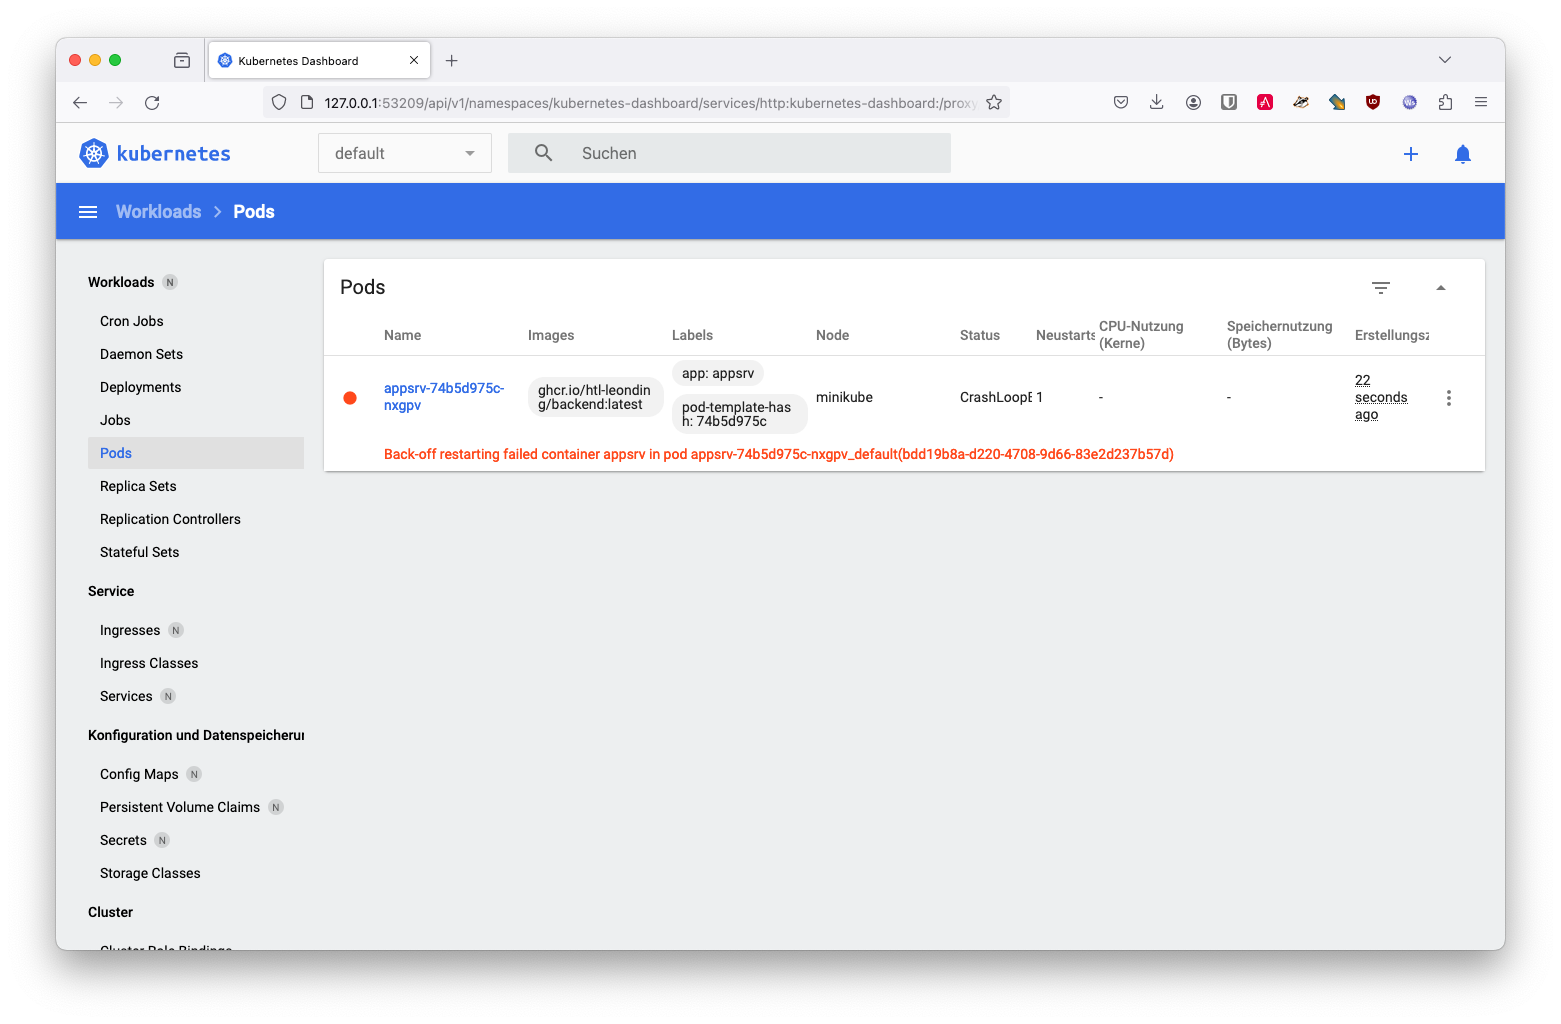 Kubernetes Dashboard
127.0.0.1:53209/api/v1/namespaces/kubernetes-dashboard/services/http:kubernetes-dashboard:/proxy
kubernetes
default
Suchen
Workloads > Pods
Workloads N
Cron Jobs
Daemon Sets
Deployments
Jobs
Pods
Replica Sets
Replication Controllers
Stateful Sets
Service
Ingresses N
Ingress Classes
Services N
Konfiguration und Datenspeicherun
Config Maps N
Persistent Volume Claims N
Secrets N
Storage Classes
Cluster
Cluster Role Bindings
Pods
Name Images Labels Node Status Neustarts CPU-Nutzung (Kerne) Speichernutzung (Bytes) Erstellungsz
appsrv-74b5d975c-
nxgpv
ghcr.io/htl-leondin
g/backend:latest
app: appsrv
pod-template-has
h: 74b5d975c
minikube
CrashLoopE 1
-
-
22
seconds
ago
Back-off restarting failed container appsrv in pod appsrv-74b5d975c-nxgpv_default(bdd19b8a-d220-4708-9d66-83e2d237b57d)